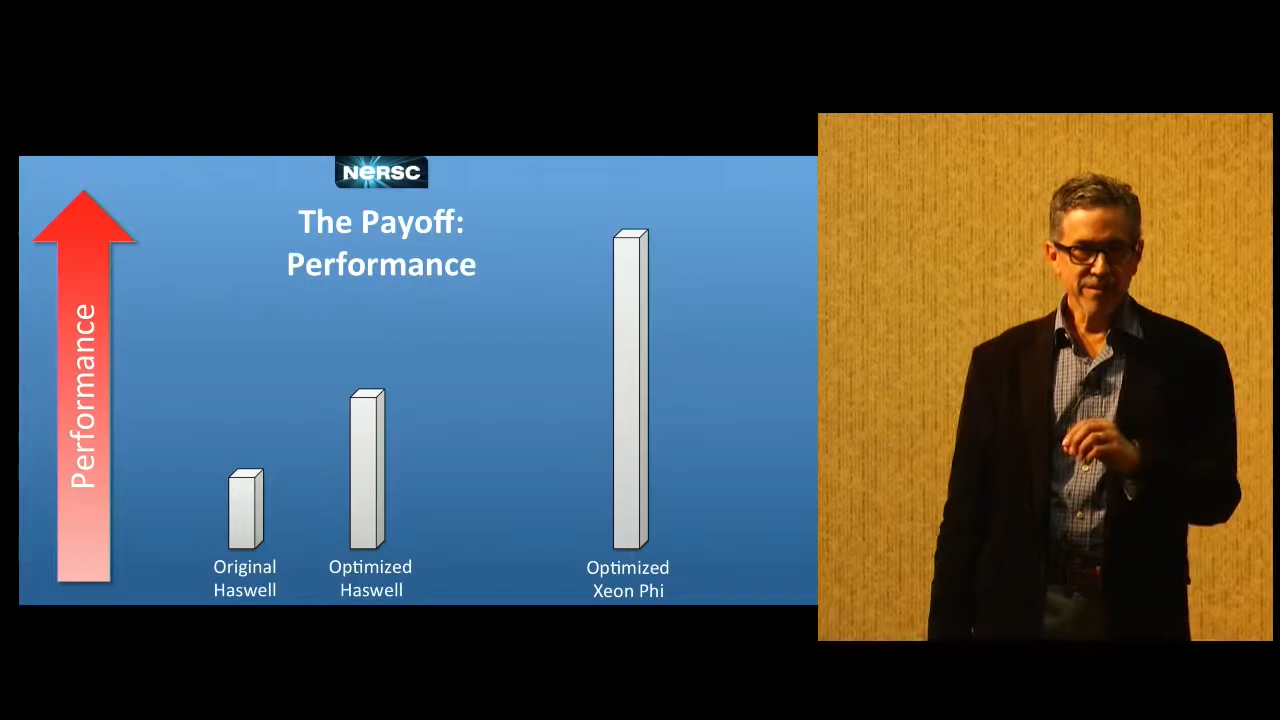 NERSC
The Payoff:
Performance
Performance
Original
Haswell
Optimized
Haswell
Optimized
Xeon Phi